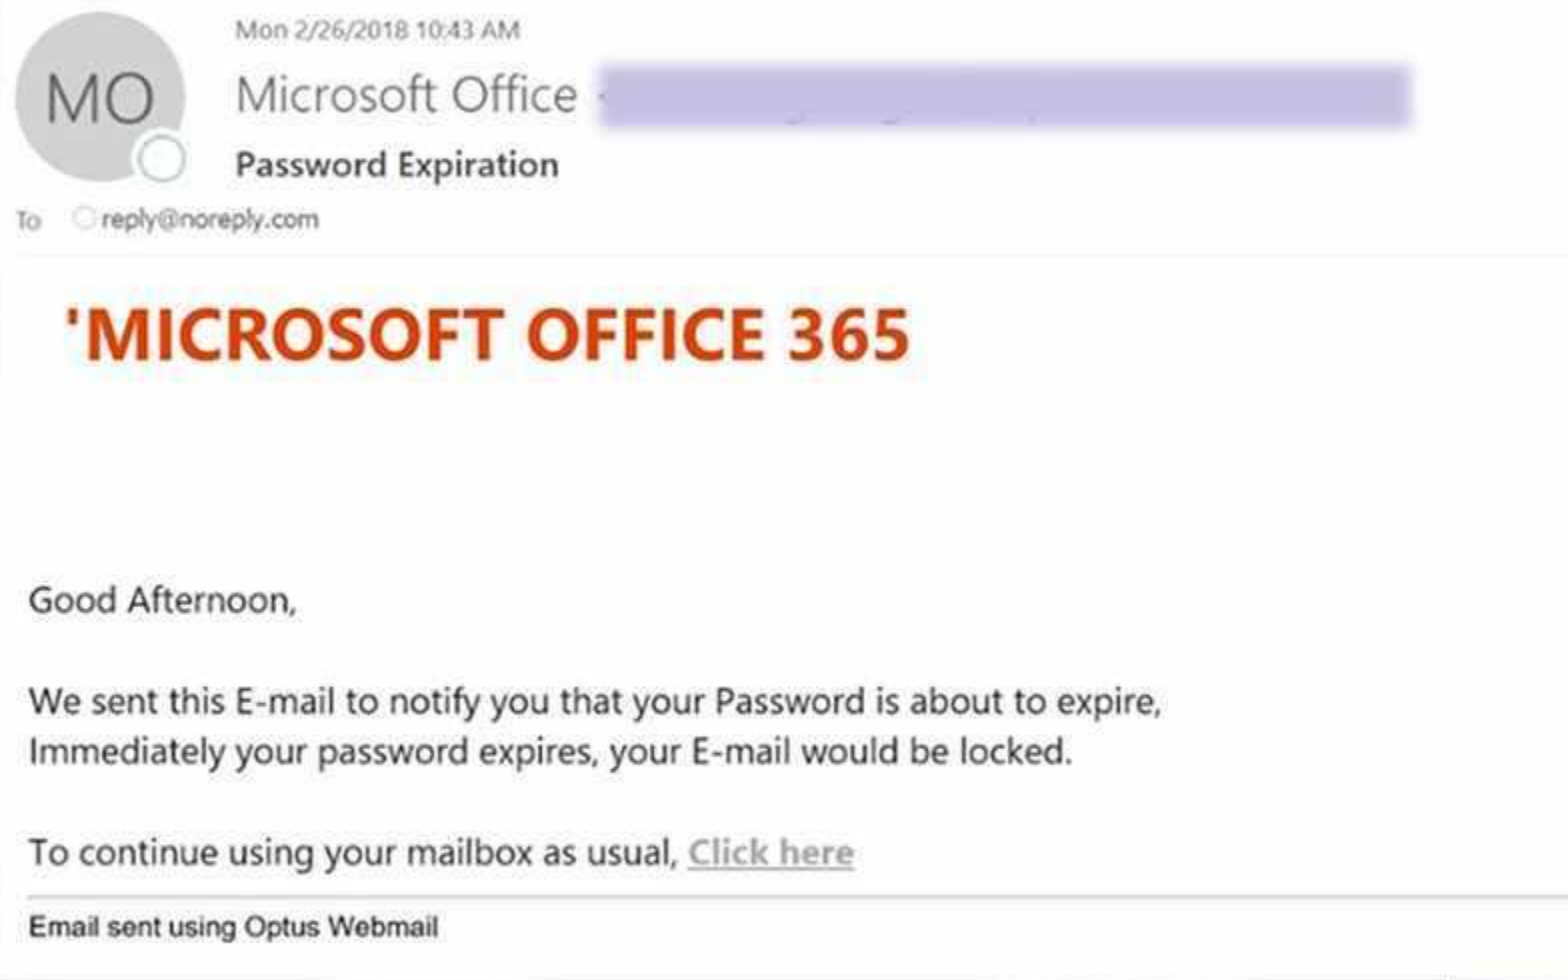 MO
Mon 2/26/2018 10:43 AM
Microsoft Office
Password Expiration
To reply@noreply.com
'MICROSOFT OFFICE 365
Good Afternoon,
We sent this E-mail to notify you that your Password is about to expire,
Immediately your password expires, your E-mail would be locked.
To continue using your mailbox as usual, Click here
Email sent using Optus Webmail